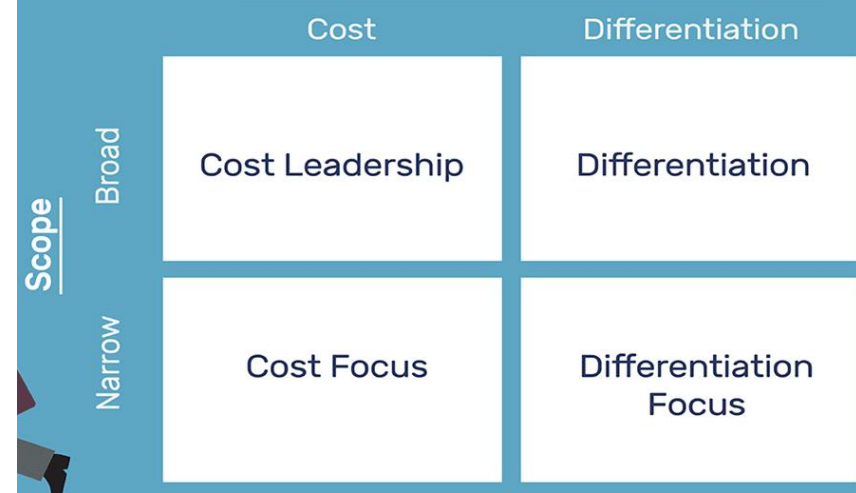 Cost
Differentiation
Scope
Broad
Cost Leadership
Differentiation
Narrow
Cost Focus
Differentiation
Focus